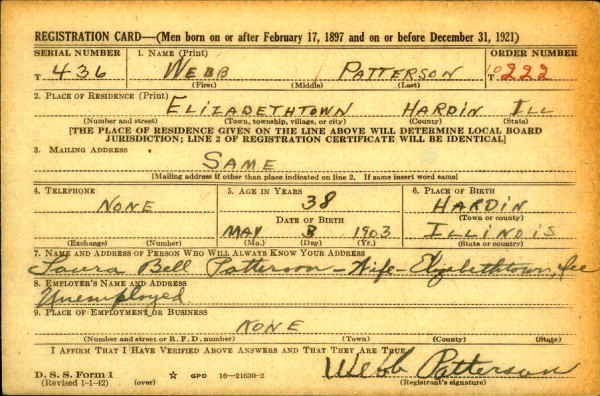 REGISTRATION CARD—(Men born on or after February 17, 1897 and on or before December 31, 1921)
SERIAL NUMBER 1. NAME (Print) ORDER NUMBER
T 436 WEBB PATTERSON T 10222
(First) (Middle) (Last)
2. PLACE OF RESIDENCE (Print)
ELIZABETHTOWN HARDIN ILL
(Number and street) (Town, township, village, or city) (County) (State)
[THE PLACE OF RESIDENCE GIVEN ON THE LINE ABOVE WILL DETERMINE LOCAL BOARD
JURISDICTION; LINE 2 OF REGISTRATION CERTIFICATE WILL BE IDENTICAL]
3. MAILING ADDRESS
SAME
[Mailing address if other than place indicated on line 2. If same insert word same]
4. TELEPHONE 5. AGE IN YEARS 6. PLACE OF BIRTH
NONE 38 HARDIN
DATE OF BIRTH (Town or county)
MAY 8 1903 ILLINOIS
(Exchange) (Number) (Mo.) (Day) (Yr.) (State or country)
7. NAME AND ADDRESS OF PERSON WHO WILL ALWAYS KNOW YOUR ADDRESS
Laura Bell Patterson - Wife - Elizabethtown, Ill
8. EMPLOYER'S NAME AND ADDRESS
Unemployed
9. PLACE OF EMPLOYMENT OR BUSINESS
NONE
(Number and street or R. F. D. number) (Town) (County) (State)
I AFFIRM THAT I HAVE VERIFIED ABOVE ANSWERS AND THAT THEY ARE TRUE.
Webb Patterson
D. S. S. Form 1
(Revised 1-1-42) (over) ☆ GPO 16—21630-2 (Registrant's signature)